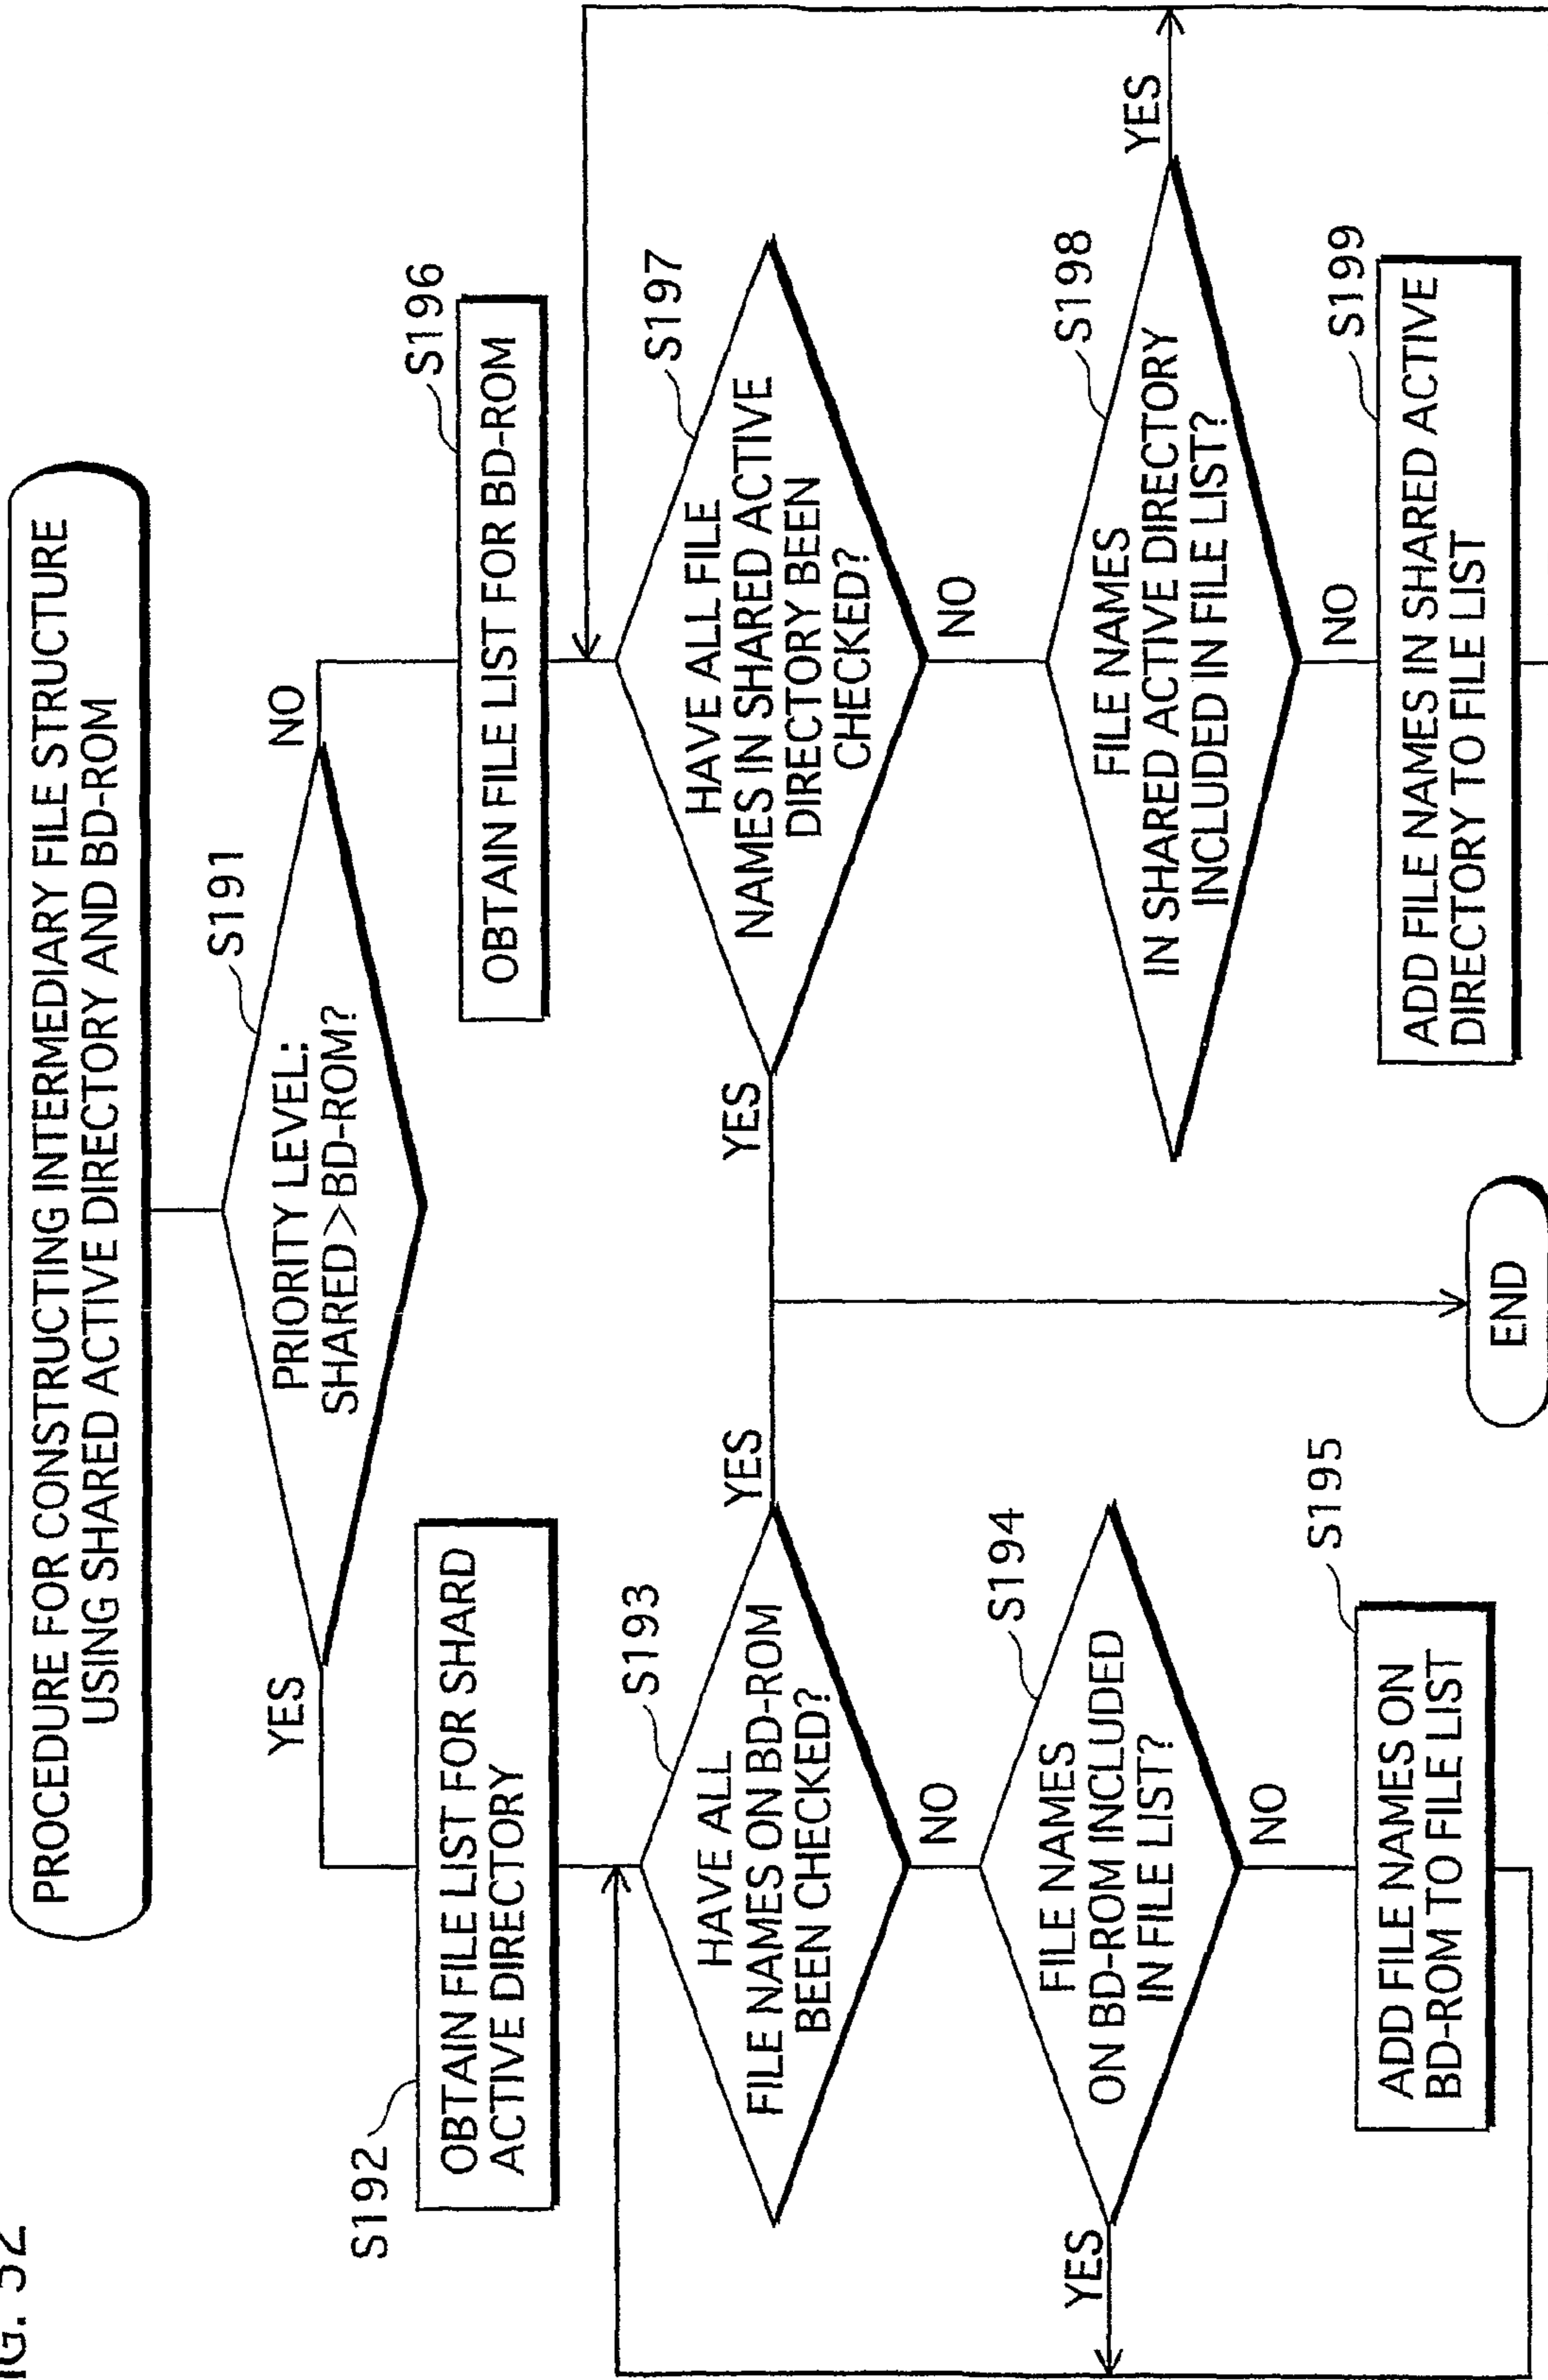 PROCEDURE FOR CONSTRUCTING INTERMEDIARY FILE STRUCTURE
USING SHARED ACTIVE DIRECTORY AND BD-ROM
S191
PRIORITY LEVEL:
SHARED>BD-ROM?
YES
NO
S192
OBTAIN FILE LIST FOR SHARD
ACTIVE DIRECTORY
S193
HAVE ALL
FILE NAMES ON BD-ROM
BEEN CHECKED?
YES
NO
S194
FILE NAMES
ON BD-ROM INCLUDED
IN FILE LIST?
YES
NO
S195
ADD FILE NAMES ON
BD-ROM TO FILE LIST
S196
OBTAIN FILE LIST FOR BD-ROM
S197
HAVE ALL FILE
NAMES IN SHARED ACTIVE
DIRECTORY BEEN
CHECKED?
YES
NO
S198
FILE NAMES
IN SHARED ACTIVE DIRECTORY
INCLUDED IN FILE LIST?
YES
NO
S199
ADD FILE NAMES IN SHARED ACTIVE
DIRECTORY TO FILE LIST
END